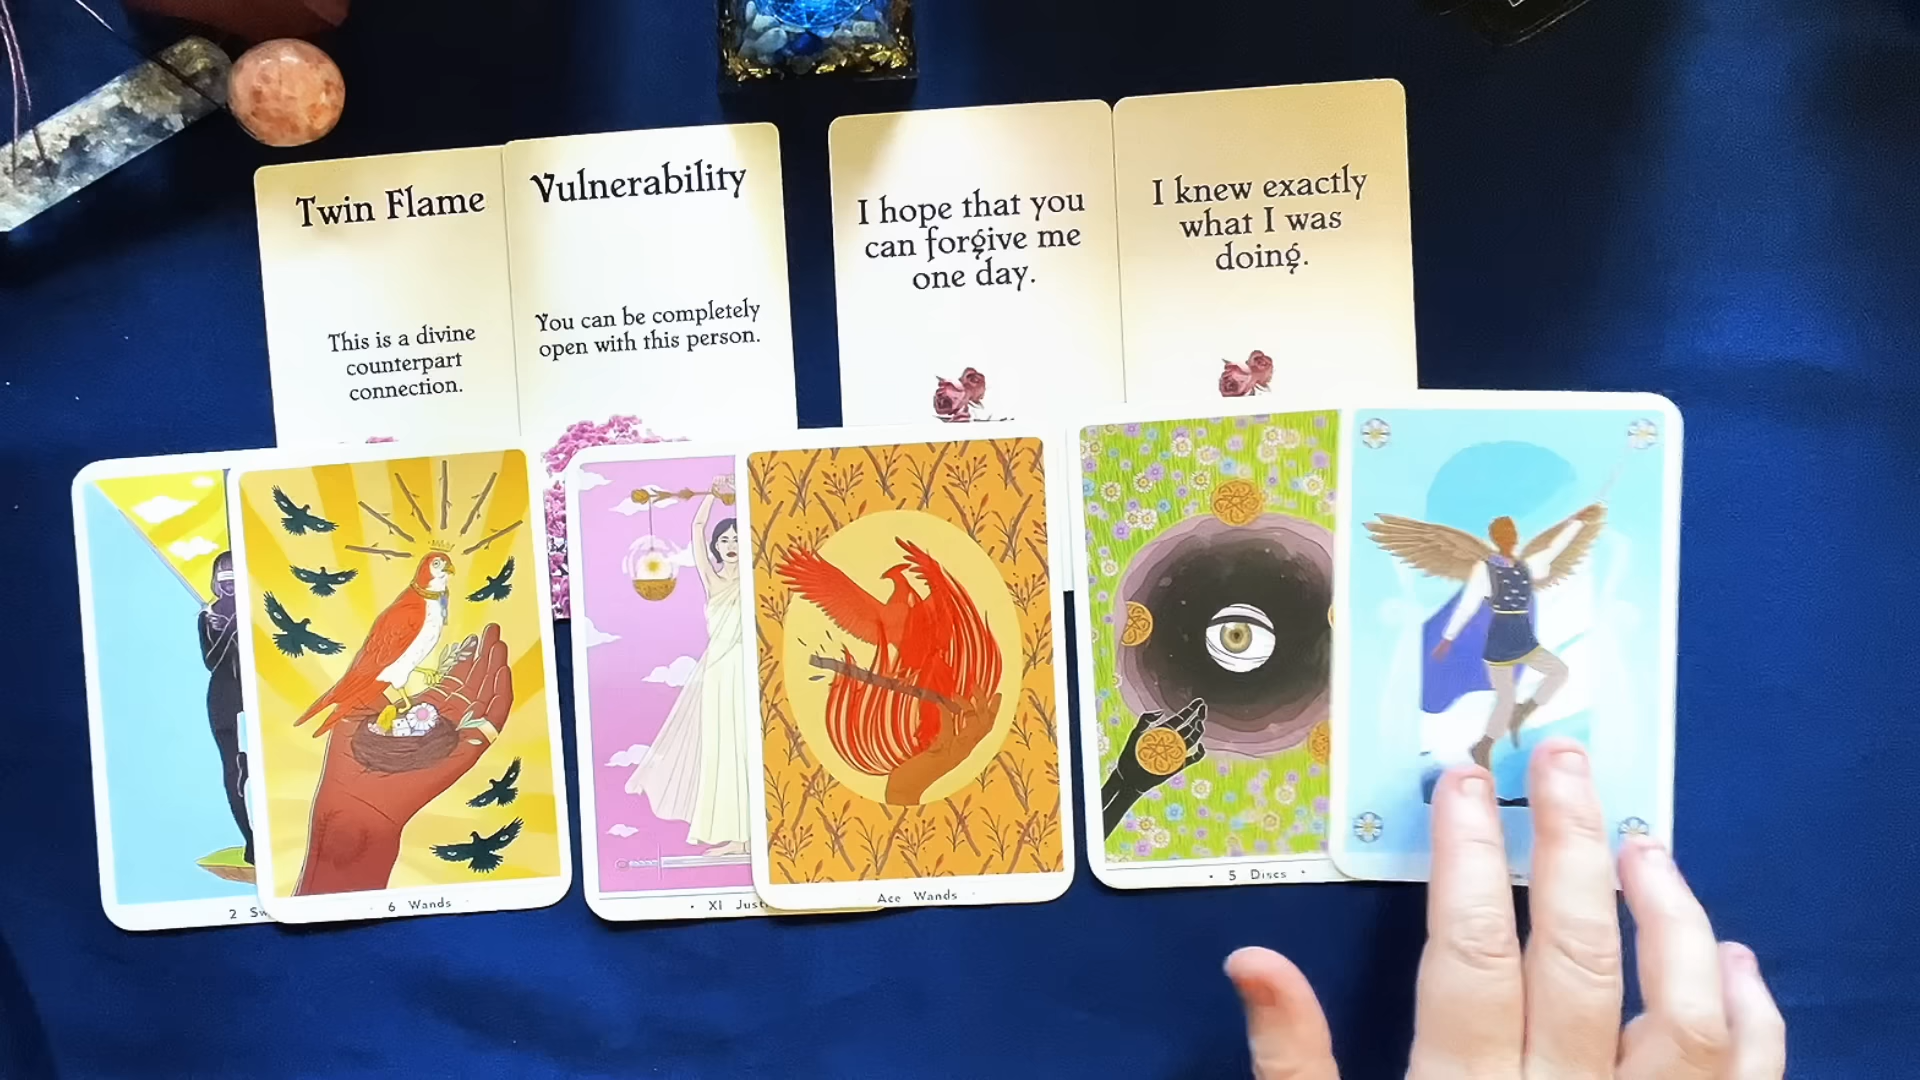 Twin Flame
This is a divine
counterpart
connection.
Vulnerability
You can be completely
open with this person.
I hope that you
can forgive me
one day.
I knew exactly
what I was
doing.
2
6 Wands
XI
Ace Wands
5 Discs